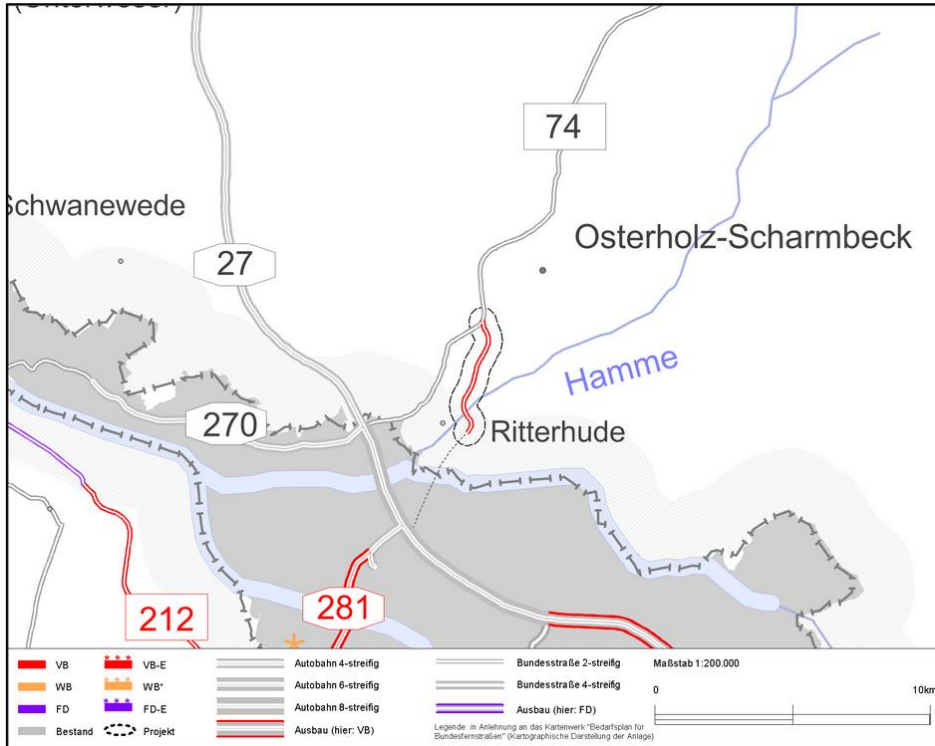 (Unterweser)
74
Schwanewede
27
Osterholz-Scharmbeck
Hamme
270
Ritterhude
212
281
VB
VB-E
Autobahn 4-streifig
Bundesstraße 2-streifig
Maßstab 1:200.000
WB
WB*
Autobahn 6-streifig
Bundesstraße 4-streifig
0
10km
FD
FD-E
Autobahn 8-streifig
Ausbau (hier: FD)
Bestand
Projekt
Ausbau (hier: VB)
Legende: in Anlehnung an das Kartenwerk "Bedarfsplan für
Bundesfernstraßen" (Kartographische Darstellung der Anlage)